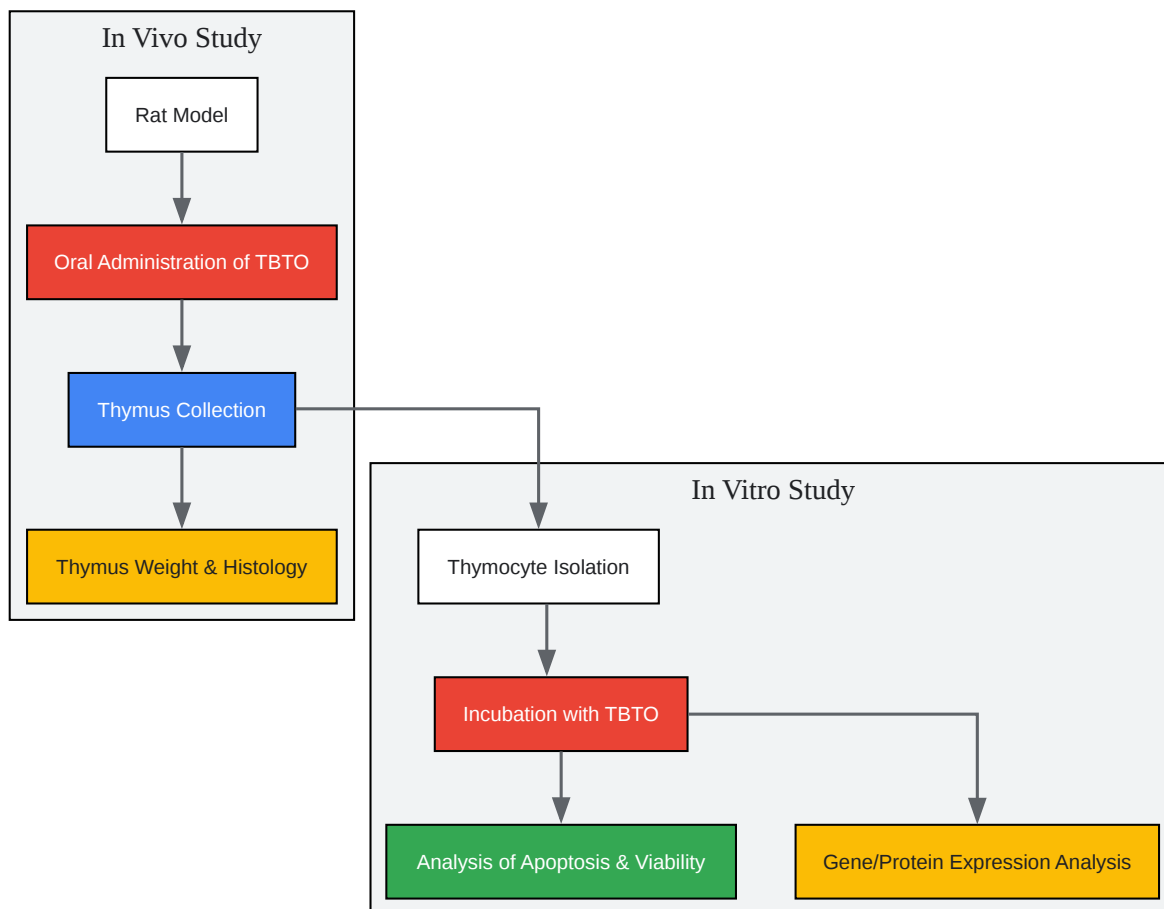 In Vivo Study
Rat Model
Oral Administration of TBTO
Thymus Collection
Thymus Weight & Histology
In Vitro Study
Thymocyte Isolation
Incubation with TBTO
Analysis of Apoptosis & Viability
Gene/Protein Expression Analysis